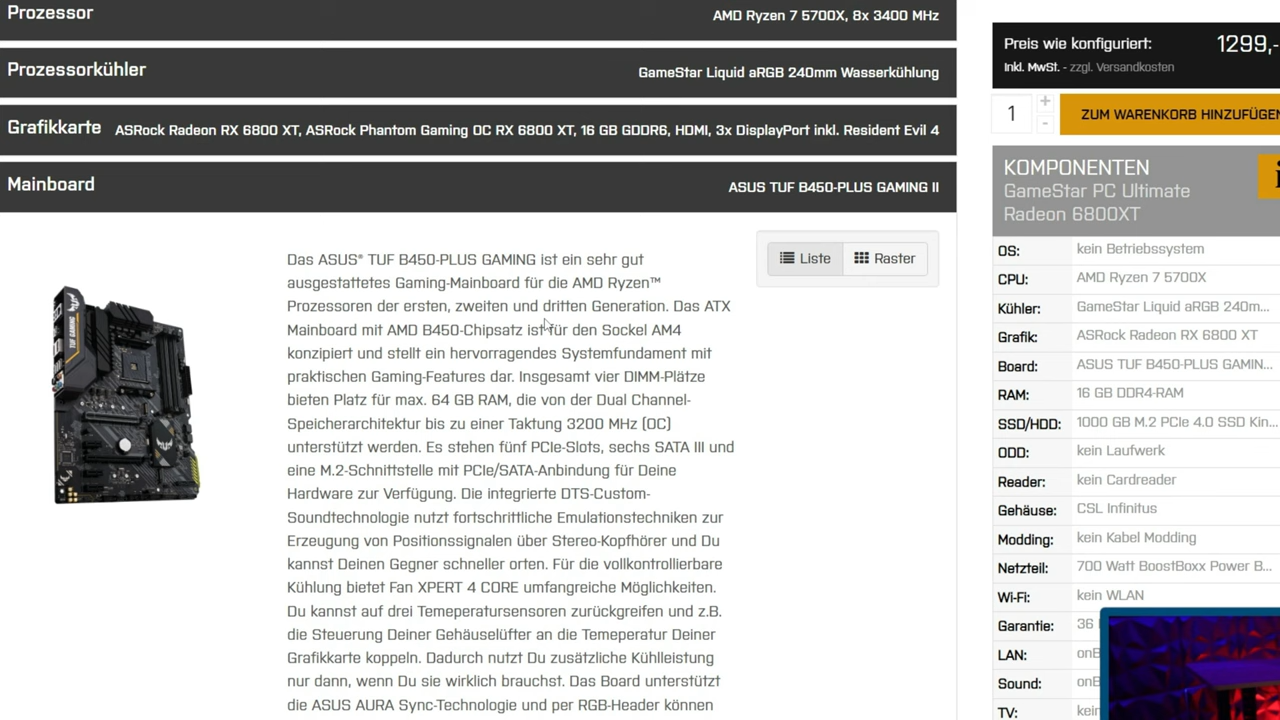 Prozessor
AMD Ryzen 7 5700X, 8x 3400 MHz
Prozessorkühler
GameStar Liquid aRGB 240mm Wasserkühlung
Grafikkarte
ASRock Radeon RX 6800 XT, ASRock Phantom Gaming OC RX 6800 XT, 16 GB GDDR6, HDMI, 3x DisplayPort inkl. Resident Evil 4
Mainboard
ASUS TUF B450-PLUS GAMING II
Das ASUS® TUF B450-PLUS GAMING ist ein sehr gut
ausgestattetes Gaming-Mainboard für die AMD Ryzen™
Prozessoren der ersten, zweiten und dritten Generation. Das ATX
Mainboard mit AMD B450-Chipsatz ist für den Sockel AM4
konzipiert und stellt ein hervorragendes Systemfundament mit
praktischen Gaming-Features dar. Insgesamt vier DIMM-Plätze
bieten Platz für max. 64 GB RAM, die von der Dual Channel-
Speicherarchitektur bis zu einer Taktung 3200 MHz (OC)
unterstützt werden. Es stehen fünf PCIe-Slots, sechs SATA III und
eine M.2-Schnittstelle mit PCIe/SATA-Anbindung für Deine
Hardware zur Verfügung. Die integrierte DTS-Custom-
Soundtechnologie nutzt fortschrittliche Emulationstechniken zur
Erzeugung von Positionssignalen über Stereo-Kopfhörer und Du
kannst Deinen Gegner schneller orten. Für die vollkontrollierbare
Kühlung bietet Fan XPERT 4 CORE umfangreiche Möglichkeiten.
Du kannst auf drei Temeperatursensoren zurückgreifen und z.B.
die Steuerung Deiner Gehäuselüfter an die Temeperatur Deiner
Grafikkarte koppeln. Dadurch nutzt Du zusätzliche Kühlleistung
nur dann, wenn Du sie wirklich brauchst. Das Board unterstützt
die ASUS AURA Sync-Technologie und per RGB-Header können
Liste
Raster
TUF GAMING
Preis wie konfiguriert:
1299,-
Inkl. MwSt. - zzgl. Versandkosten
1
+
-
ZUM WARENKORB HINZUFÜGEN
KOMPONENTEN
GameStar PC Ultimate
Radeon 6800XT
i
OS: kein Betriebssystem
CPU: AMD Ryzen 7 5700X
Kühler: GameStar Liquid aRGB 240m...
Grafik: ASRock Radeon RX 6800 XT
Board: ASUS TUF B450-PLUS GAMIN...
RAM: 16 GB DDR4-RAM
SSD/HDD: 1000 GB M.2 PCIe 4.0 SSD Kin...
ODD: kein Laufwerk
Reader: kein Cardreader
Gehäuse: CSL Infinitus
Modding: kein Kabel Modding
Netzteil: 700 Watt BoostBoxx Power B...
Wi-Fi: kein WLAN
Garantie: 36
LAN: onB
Sound: onB
TV: kein